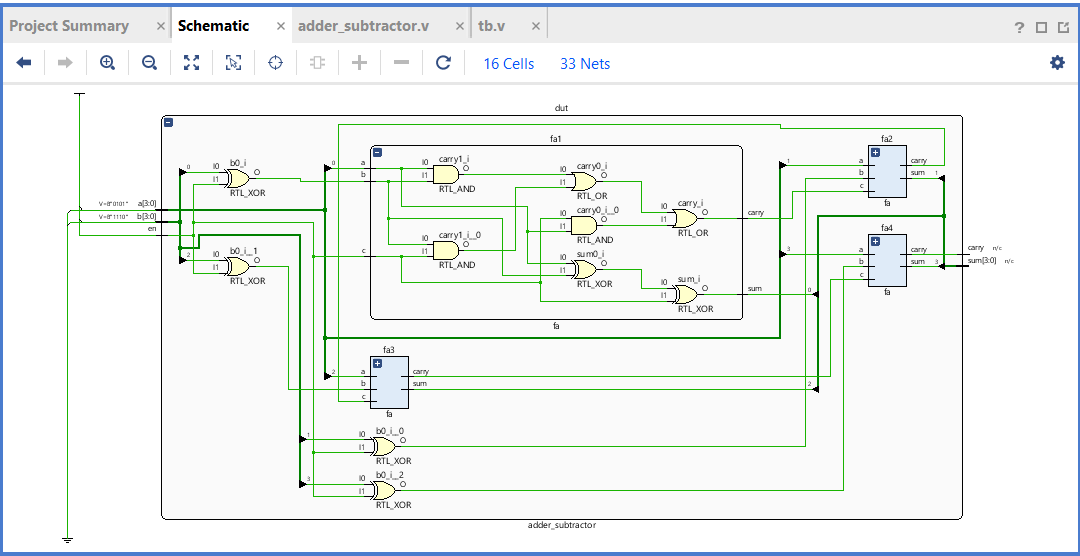 Project Summary × Schematic × adder_subtractor.v × tb.v ×
? 
16 Cells 33 Nets
dut
fa1
fa2
a carry
b sum
c
fa
1
1
b0_i
0 I0 O
I1
RTL_XOR
0 a
b
carry1_i
I0 O
I1
RTL_AND
carry0_i
I0 O
I1
RTL_OR
carry0_i__0
I0 O
I1
RTL_AND
carry_i
I0 O
I1
RTL_OR
carry
a[3:0]
b[3:0]
en
b0_i__1
2 I0 O
I1
RTL_XOR
c
carry1_i__0
I0 O
I1
RTL_AND
sum0_i
I0 O
I1
RTL_XOR
sum_i
I0 O
I1
RTL_XOR
sum
0
fa
fa4
3 a carry
b sum 3
c
fa
carry n/c
sum[3:0] n/c
fa3
2 a carry
b sum 2
c
fa
b0_i__0
1 I0 O
I1
RTL_XOR
b0_i__2
3 I0 O
I1
RTL_XOR
adder_subtractor